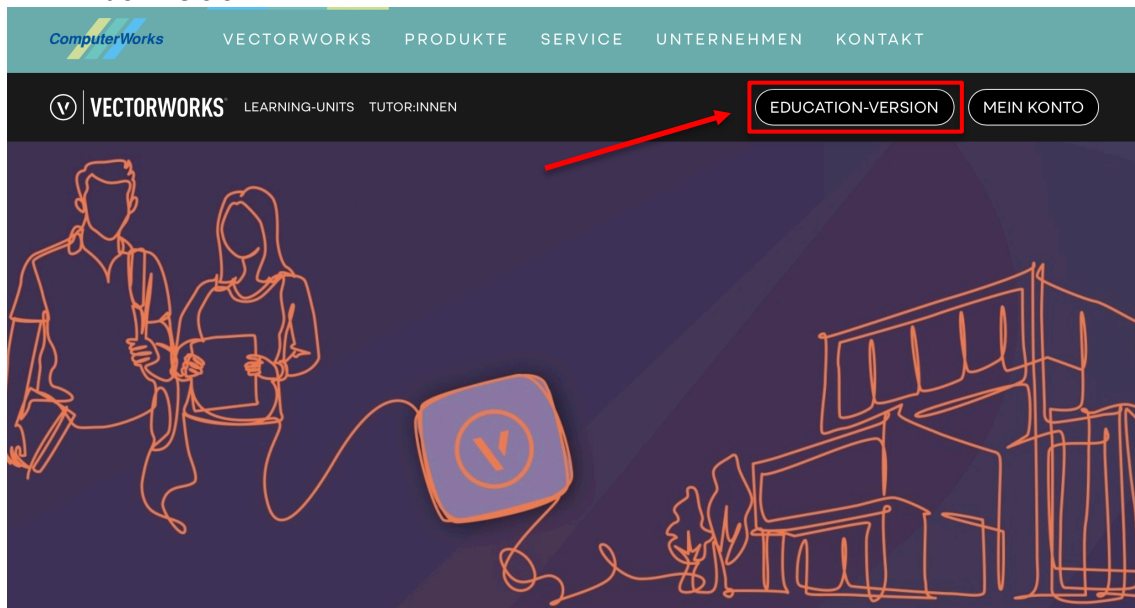 ComputerWorks VECTORWORKS PRODUKTE SERVICE UNTERNEHMEN KONTAKT
VECTORWORKS LEARNING-UNITS TUTOR:INNEN EDUCATION-VERSION MEIN KONTO